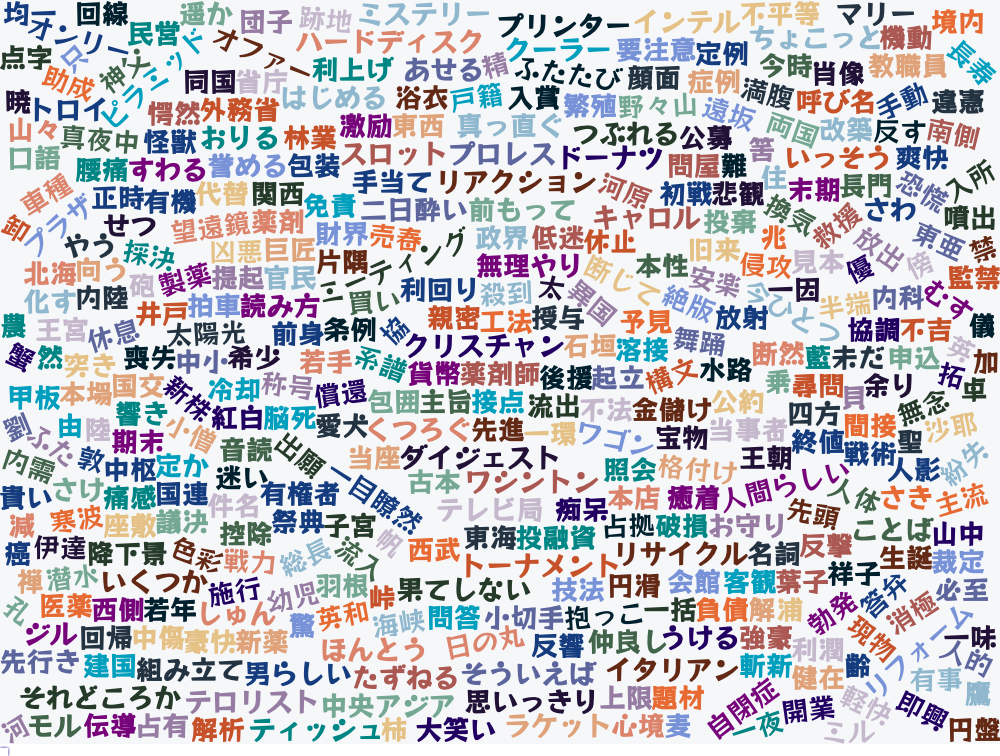 均一 回線 遥か 団子 跡地 ミステリー プリンター インテル 不平等 マリー 境内
オンリー 民営 オファー ハードディスク クーラー 要注意 定例 ちょこっと 機動 長寿
点字 只 神父 ピラミッド 同国 省庁 利上げ あせる 精 ふたたび 顔面 症例 今時 肖像 教職員
助成 暁 トロイ 愕然 外務省 はじめる 浴衣 戸籍 入賞 繁殖 野々山 遠坂 満腹 呼び名 手動 違憲
山々 真夜中 怪獣 おりる 林業 激励 東西 真っ直ぐ つぶれる 公募 両国 改築 反す 南側
口語 腰痛 すわる 誉める 包装 スロット プロレス ドーナツ 問屋 難 筈 いっそう 爽快
車種 正時 有機 代替 関西 手当て リアクション 河原 初戦 悲観 住 末期 長門 恐慌 入所
卸 プラザ せつ 望遠鏡 薬剤 免責 二日酔い 前もって キャロル 投棄 換気 救援 さわ 噴出
やう 探決 凶悪 巨匠 財界 売春 ミーティング 政界 低迷 休止 旧来 兆 放出 東亜 禁
北海 向う 砲 製薬 提起 官民 片隅 無理やり 断じて 本性 安楽 侵攻 見本 優 傍 監禁
化す 内陸 井戸 拍車 読み方 買い 利回り 殺到 太 異国 絶版 今ひとつ 一因 半端 内科 むす
農 王宮 休息 太陽光 前身 条例 親密 工法 授与 予見 放射 協調 不吉 儀
蟹 然 突き 喪失 中小 希少 若手 系譜 クリスチャン 石垣 溶接 舞踊 断然 藍 未だ 申込 英 加
甲板 本場 国文 新株 冷却 称号 償還 貨幣 薬剤師 後援 起立 横文 水路 乗 尋問 貝 余り 拓 卓
劉 ふた 由 陸 響き 小僧 紅白 脳死 愛犬 包囲 主旨 接点 流出 不法 金儲け 公約 四方 間接 無念 沙耶
内需 敦 期末 音読 出願 くつろぐ 先進 一環 ワゴン 宝物 当事者 終値 戦術 聖
貴い さけ 中枢 定か 迷い 一目瞭然 当座 ダイジェスト 照会 格付け 王朝 人影 紛失
痛感 国連 件名 有権者 古本 ワシントン 本店 癒着 人間らしい 人体 さき 主流
減 寒波 座敷 議決 控除 祭典 子宮 テレビ局 痴呆 占拠 破損 お守り 先頭 ことば 山中
癌 伊達 降下 景 色彩 戦力 総長 流入 帆 西武 東海 投融資 トーナメント リサイクル 名詞 反撃 生誕 裁定
禅 潜水 いくつか 施行 幼児 羽根 峠 果てしない 技法 円滑 会館 客観 葉子 祥子 答弁 必至
孔 医薬 西側 若年 しゅん 驚 英和 海峡 問答 小切手 抱っこ 一括 負債 解浦 勃発 消極
ジル 回帰 中傷 豪快 新薬 ほんとう 日の丸 反響 仲良し うける 強豪 利潤 現物 リフォーム 一味
先行き 建国 組み立て 男らしい たずねる そういえば イタリアン 斬新 健在 齢 人的 有事
それどころか テロリスト 中央アジア 思いっきり 上限 題材 自閉症 軽快 即興 鷹
河 モル 伝導 占有 解析 ティッシュ 柿 大笑い ラケット 心境 麦 一夜 開業 ミル 円盤